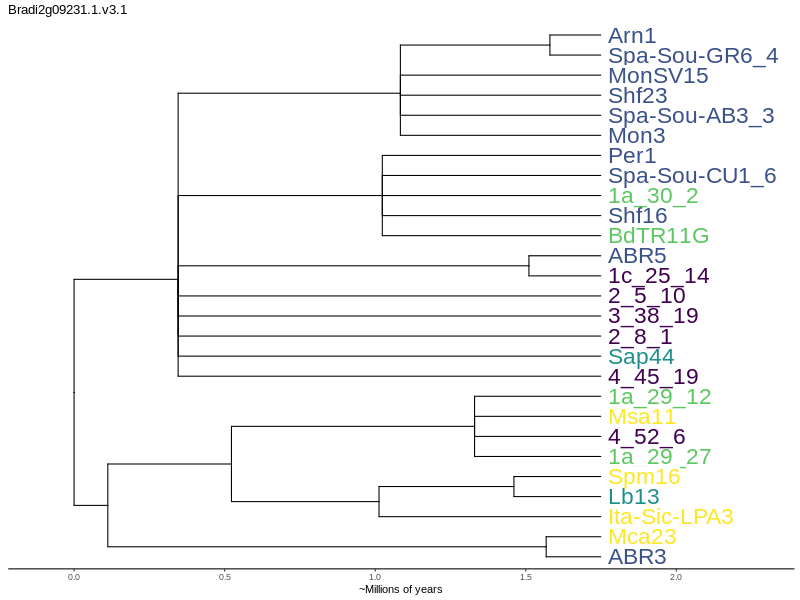 Bradi2g09231.1.v3.1
Arn1
Spa-Sou-GR6_4
MonSV15
Shf23
Spa-Sou-AB3_3
Mon3
Per1
Spa-Sou-CU1_6
1a_30_2
Shf16
BdTR11G
ABR5
1c_25_14
2_5_10
3_38_19
2_8_1
Sap44
4_45_19
1a_29_12
Msa11
4_52_6
1a_29_27
Spm16
Lb13
Ita-Sic-LPA3
Mca23
ABR3
0.0 0.5 1.0 1.5 2.0
~Millions of years